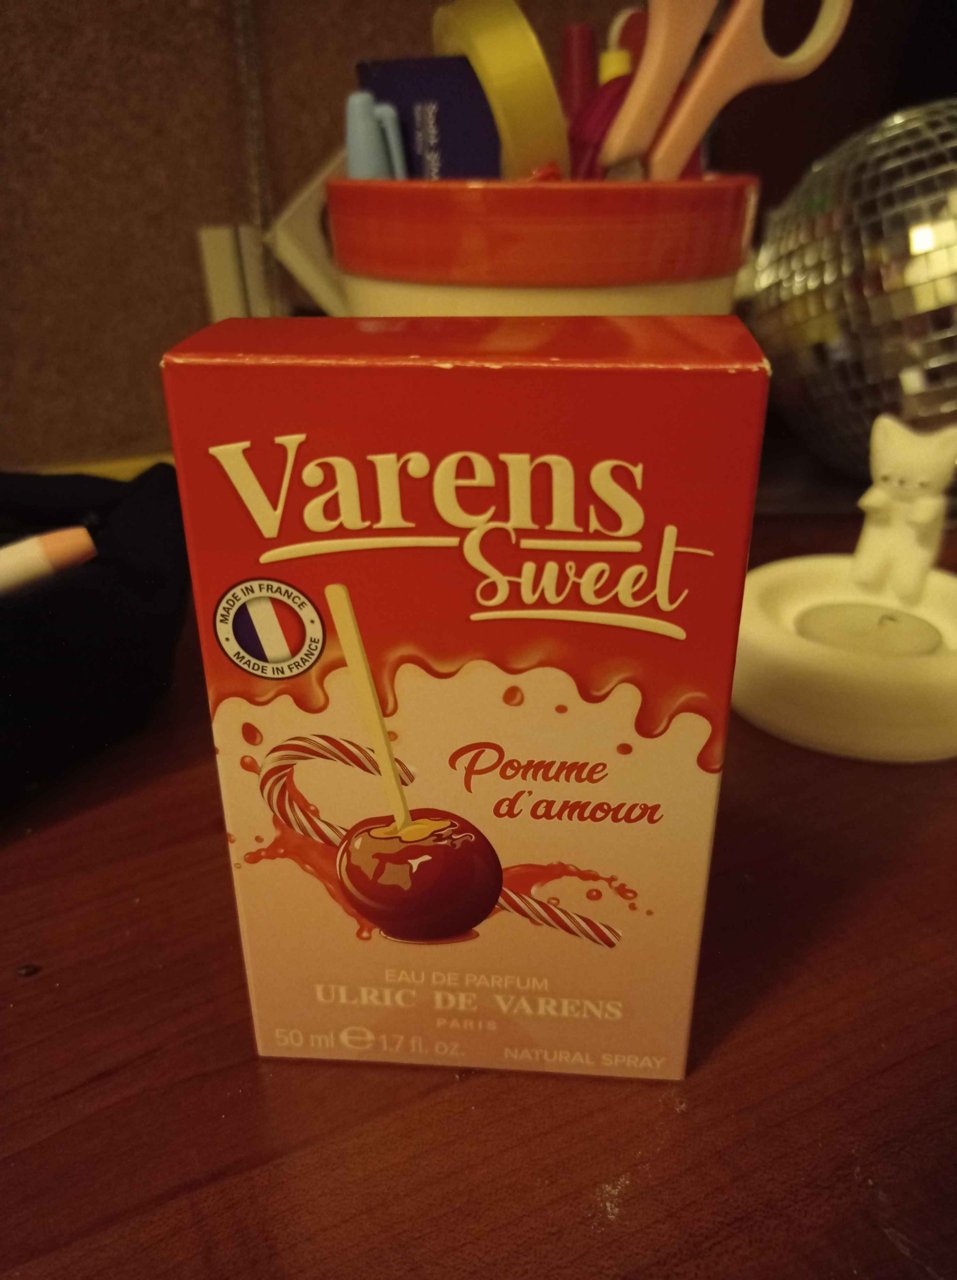 Varens
Sweet
MADE IN FRANCE
MADE IN FRANCE
Pomme
d'amour
EAU DE PARFUM
ULRIC DE VARENS
PARIS
50 ml e 1.7 fl. oz.
NATURAL SPRAY